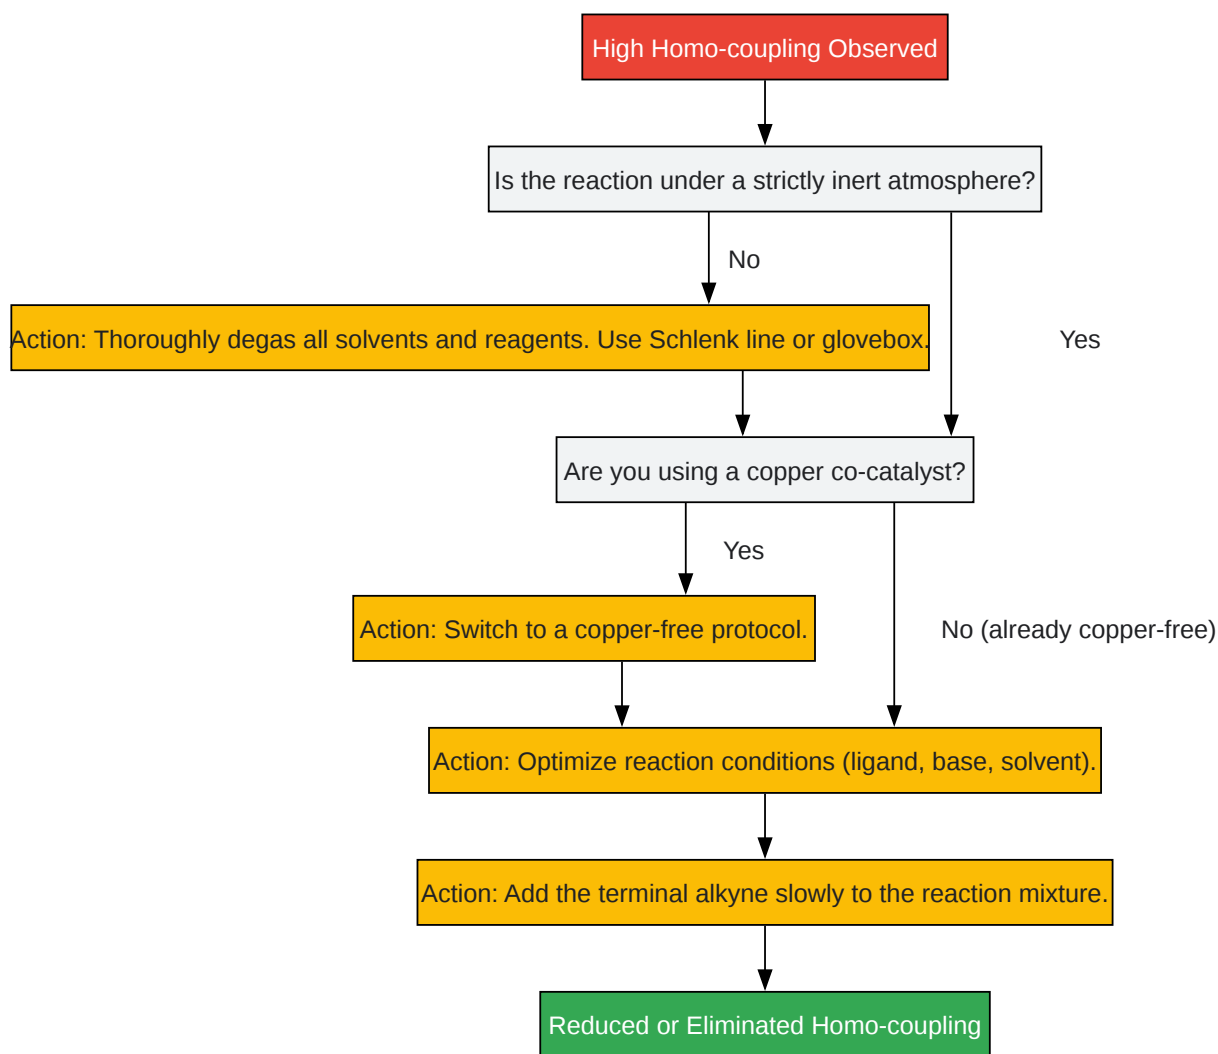 High Homo-coupling Observed
Is the reaction under a strictly inert atmosphere?
No
Action: Thoroughly degas all solvents and reagents. Use Schlenk line or glovebox.
Yes
Are you using a copper co-catalyst?
Yes
Action: Switch to a copper-free protocol.
No (already copper-free)
Action: Optimize reaction conditions (ligand, base, solvent).
Action: Add the terminal alkyne slowly to the reaction mixture.
Reduced or Eliminated Homo-coupling